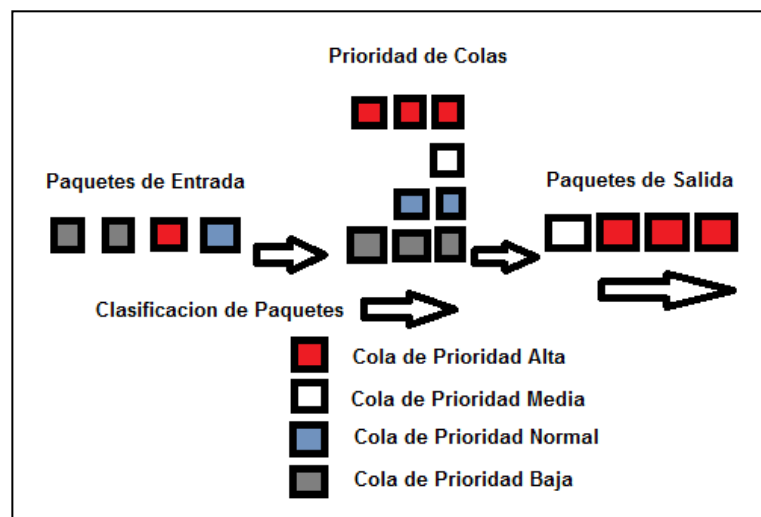 Prioridad de Colas
Paquetes de Entrada
Paquetes de Salida
Clasificacion de Paquetes
Cola de Prioridad Alta
Cola de Prioridad Media
Cola de Prioridad Normal
Cola de Prioridad Baja